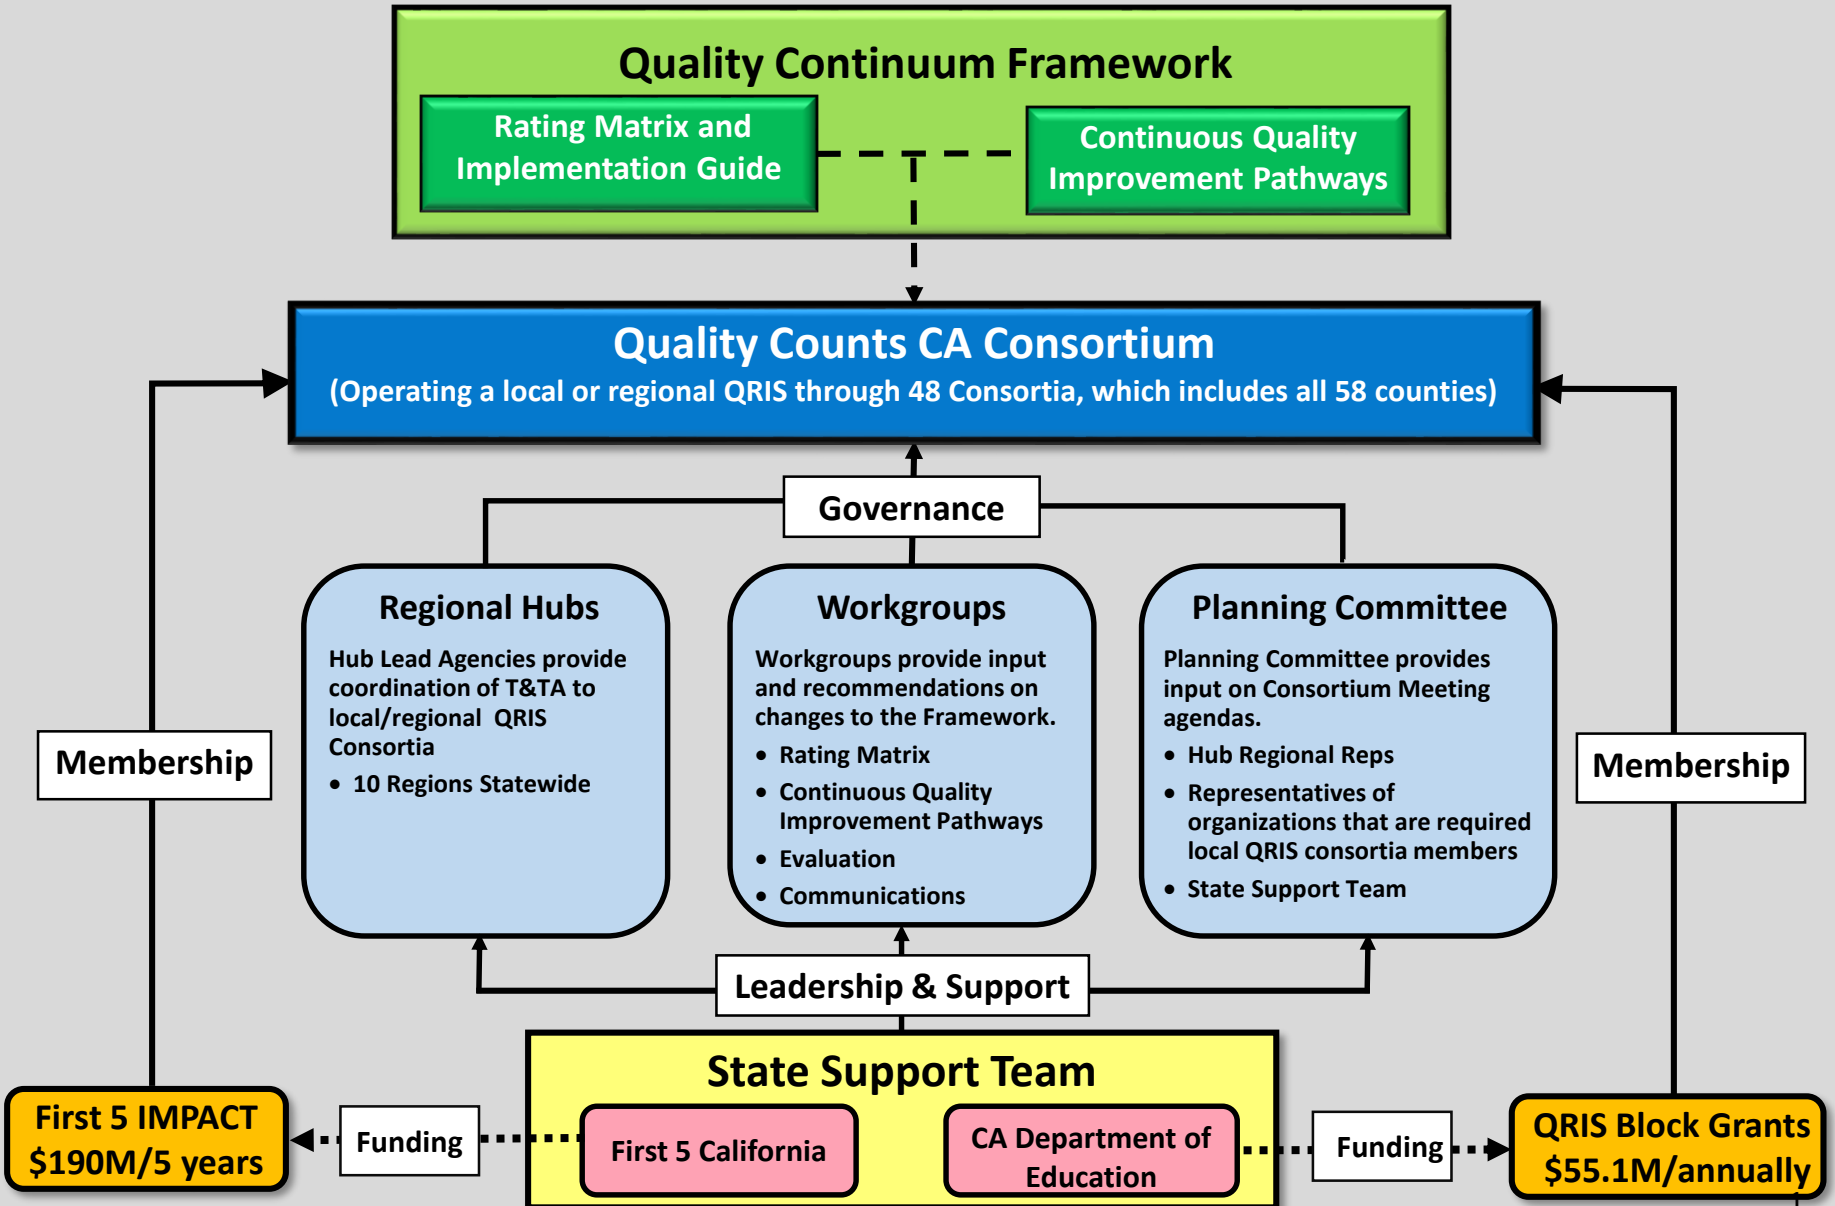 Quality Continuum Framework
Rating Matrix and
Implementation Guide
Continuous Quality
Improvement Pathways
Quality Counts CA Consortium
(Operating a local or regional QRIS through 48 Consortia, which includes all 58 counties)
Governance
Regional Hubs
Hub Lead Agencies provide
coordination of T&TA to
local/regional QRIS
Consortia
• 10 Regions Statewide
Workgroups
Workgroups provide input
and recommendations on
changes to the Framework.
• Rating Matrix
• Continuous Quality
Improvement Pathways
• Evaluation
• Communications
Planning Committee
Planning Committee provides
input on Consortium Meeting
agendas.
• Hub Regional Reps
• Representatives of
organizations that are required
local QRIS consortia members
• State Support Team
Membership
Membership
Leadership & Support
State Support Team
First 5 California
CA Department of
Education
Funding
Funding
First 5 IMPACT
$190M/5 years
QRIS Block Grants
$55.1M/annually